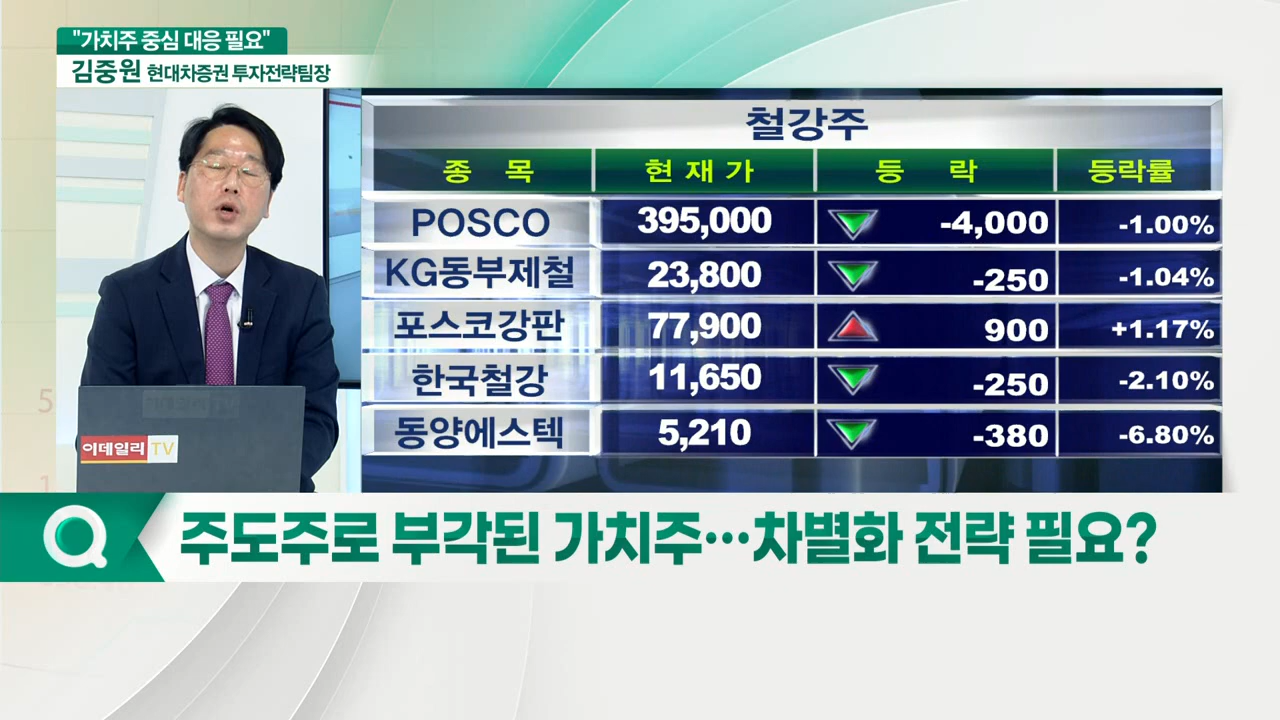 "가치주 중심 대응 필요"
김중원 현대차증권 투자전략팀장
철강주
종 목 현 재 가 등 락 등락률
POSCO 395,000 -4,000 -1.00%
KG동부제철 23,800 -250 -1.04%
포스코강판 77,900 900 +1.17%
한국철강 11,650 -250 -2.10%
동양에스텍 5,210 -380 -6.80%
5
이데일리 TV
1
주도주로 부각된 가치주…차별화 전략 필요?